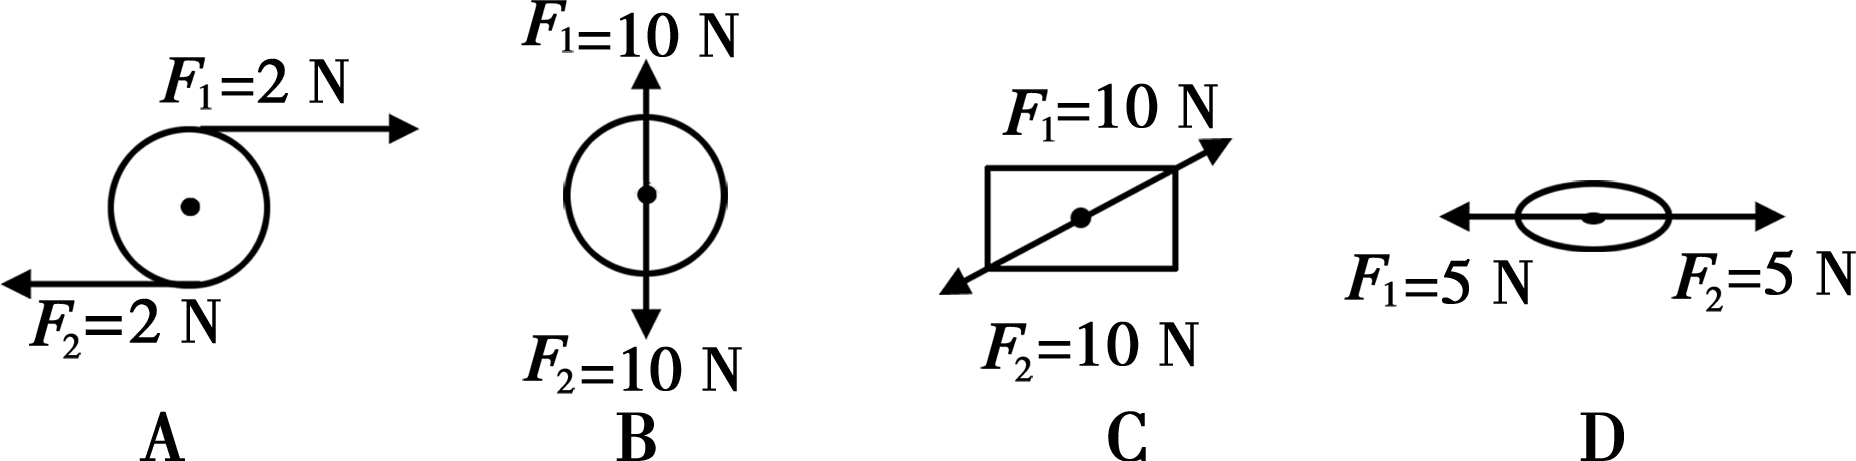 F₁=2 N
F₂=2 N
A
F₁=10 N
F₂=10 N
B
F₁=10 N
F₂=10 N
C
F₁=5 N
F₂=5 N
D